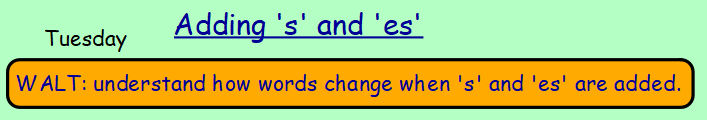 Adding 's' and 'es'
Tuesday
WALT: understand how words change when 's' and 'es' are added.